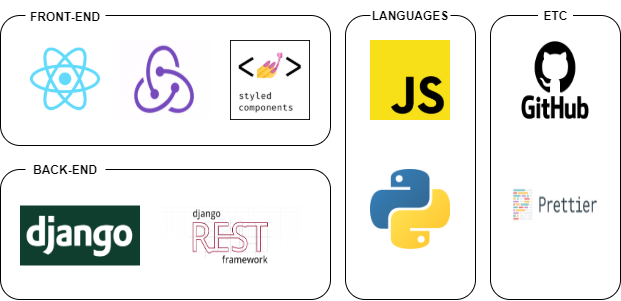 FRONT-END
<💅>
styled
components
BACK-END
django
django
REST
framework
LANGUAGES
JS
ETC
GitHub
Prettier